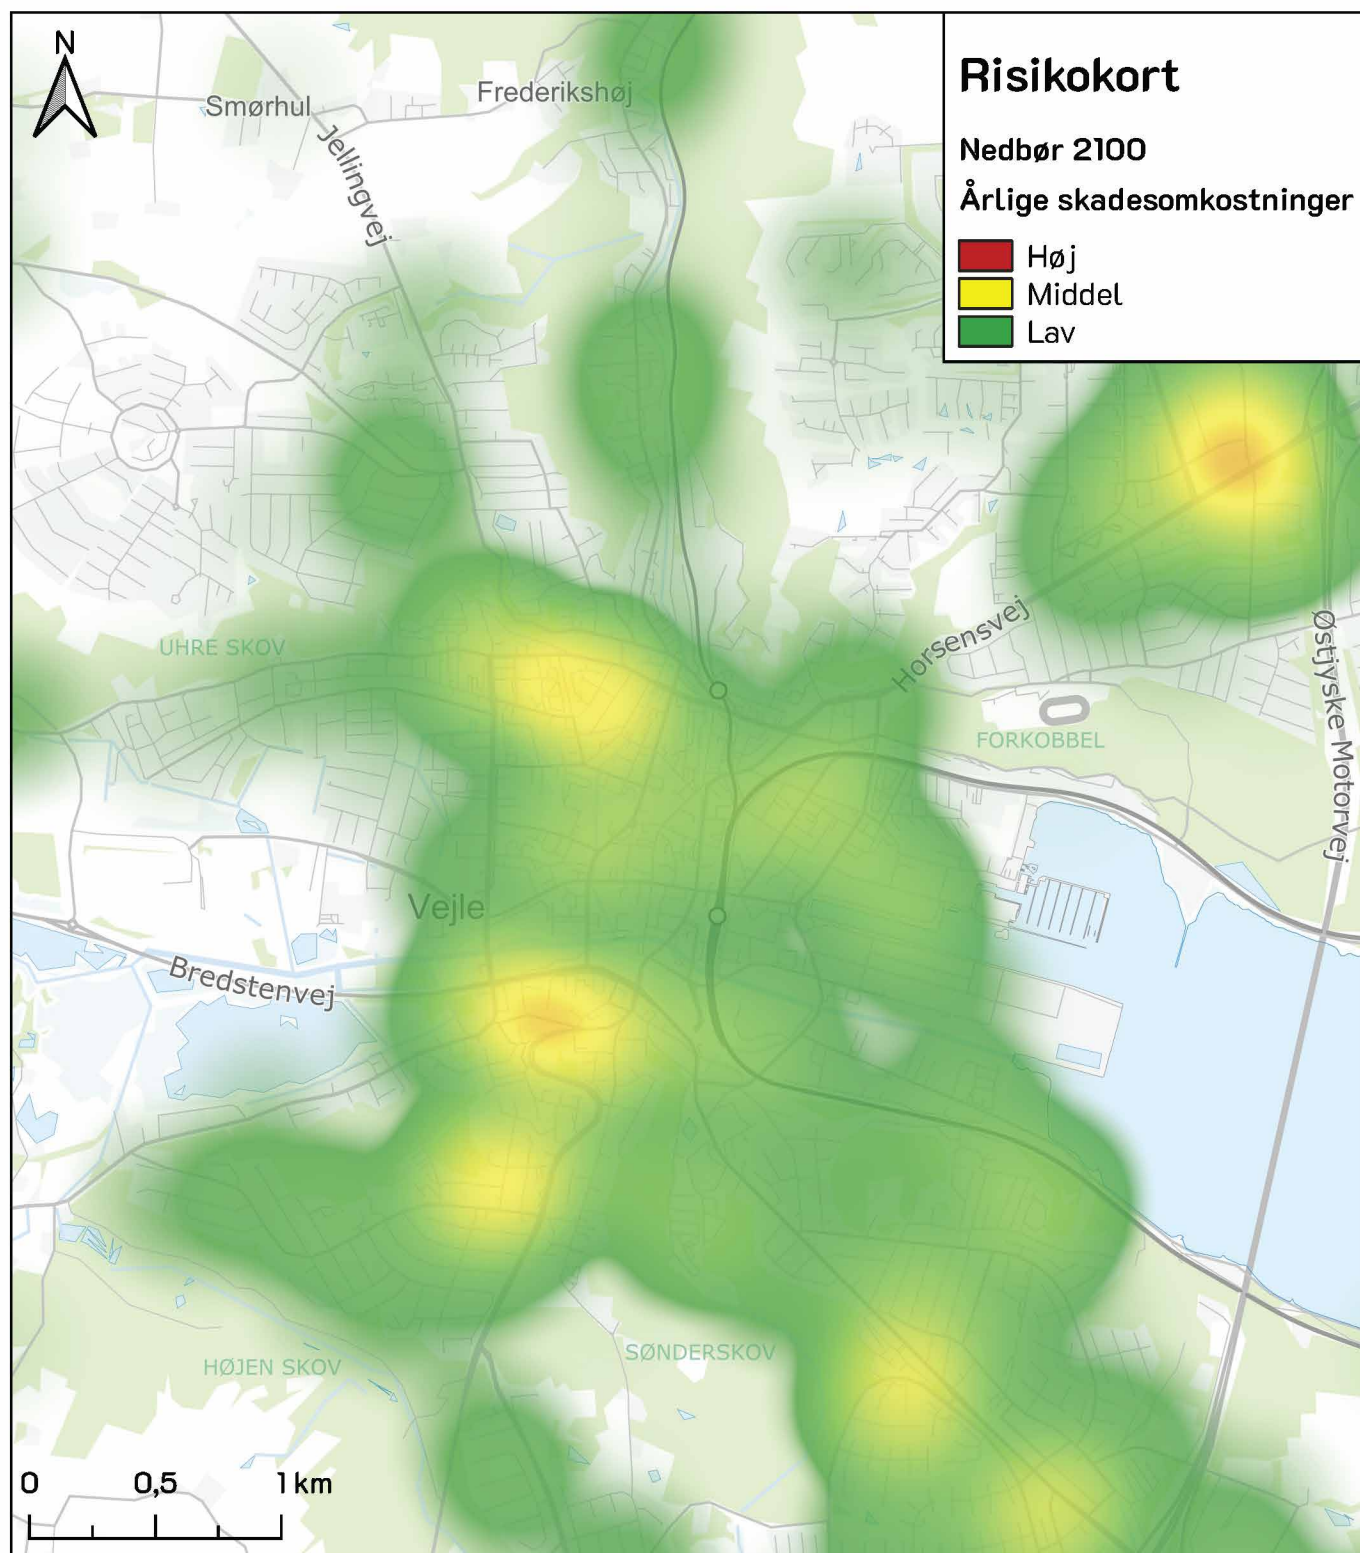 N
Risikokort
Nedbør 2100
Årlige skadesomkostninger
Høj
Middel
Lav
Smørhul
Frederikshøj
Jellingvej
UHRE SKOV
Horsensvej
Østjyske Motorvej
FORKOBBEL
Vejle
Bredstenvej
HØJEN SKOV
SØNDERSKOV
0 0,5 1 km